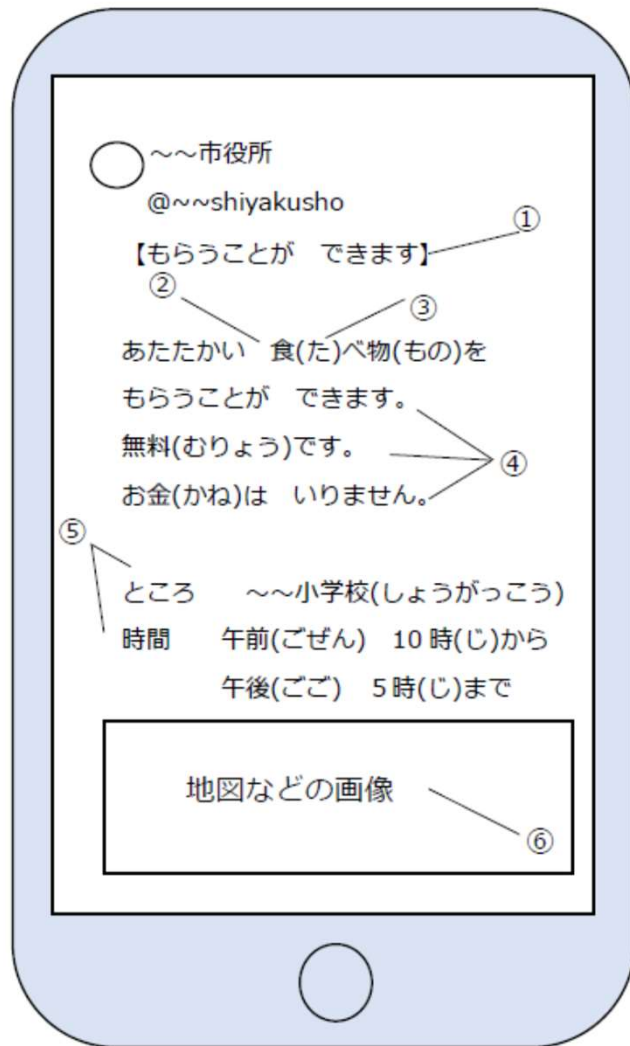 ～～市役所
@~~shiyakusho
①
【もらうことが　できます】
②
③
あたたかい　食(た)べ物(もの)を
もらうことが　できます。
無料(むりょう)です。
④
お金(かね)は　いりません。
⑤
ところ　　～～小学校(しょうがっこう)
時間　　午前(ごぜん)　10時(じ)から
午後(ごご)　5時(じ)まで
地図などの画像
⑥